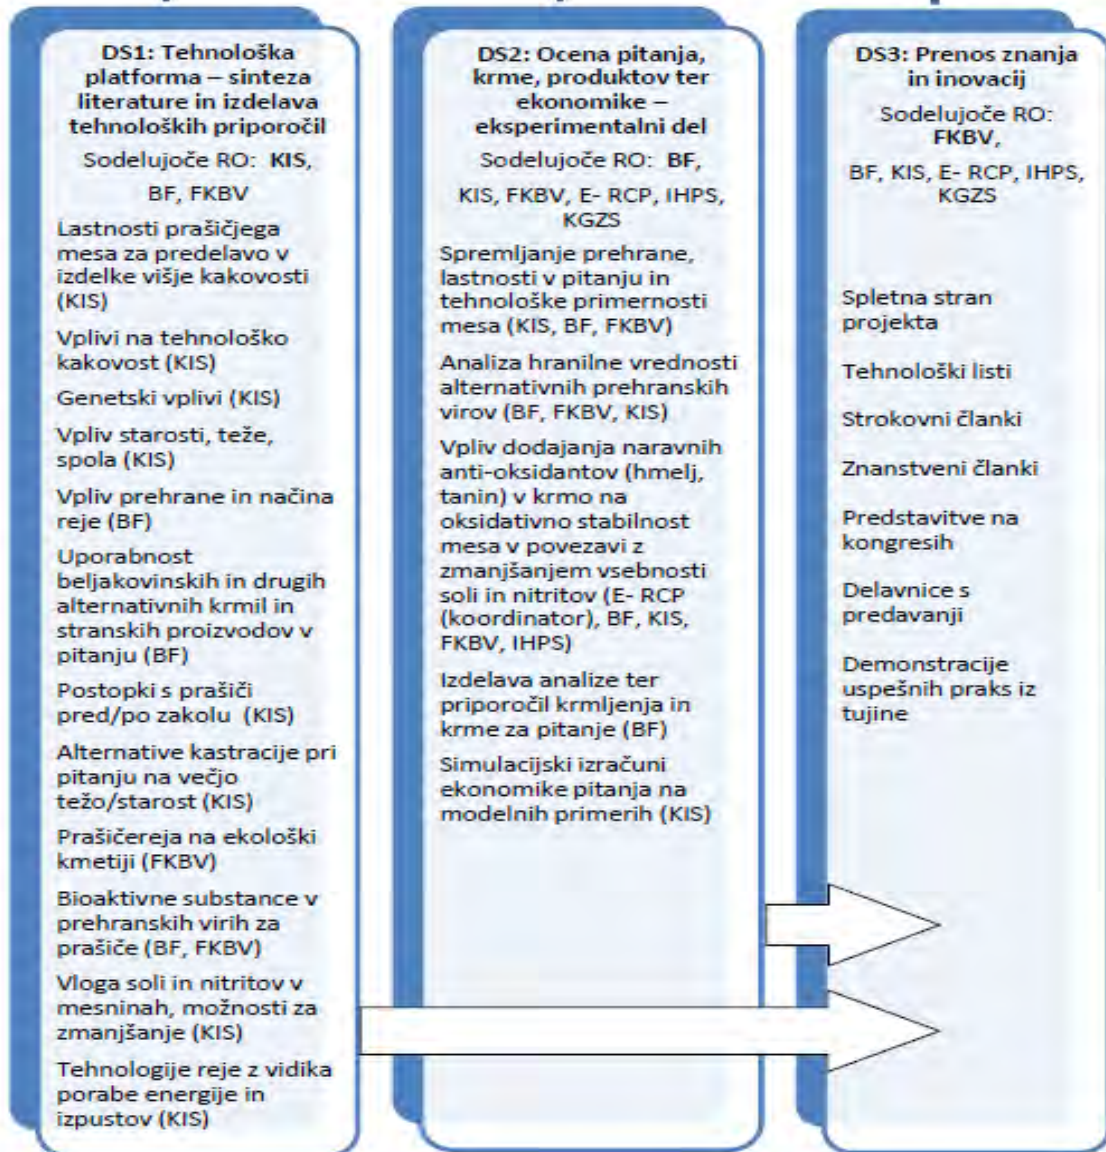 DS1: Tehnološka
platforma – sinteza
literature in izdelava
tehnoloških priporočil
Sodelujoče RO: KIS,
BF, FKBV
Lastnosti prašičjega
mesa za predelavo v
izdelke višje kakovosti
(KIS)
Vplivi na tehnološko
kakovost (KIS)
Genetski vplivi (KIS)
Vpliv starosti, teže,
spola (KIS)
Vpliv prehrane in načina
reje (BF)
Uporabnost
beljakovinskih in drugih
alternativnih krmil in
stranskih proizvodov v
pitanju (BF)
Postopki s prašiči
pred/po zakolu (KIS)
Alternative kastracije pri
pitanju na večjo
težo/starost (KIS)
Prašičereja na ekološki
kmetiji (FKBV)
Bioaktivne substance v
prehranskih virih za
prašiče (BF, FKBV)
Vloga soli in nitritov v
mesninah, možnosti za
zmanjšanje (KIS)
Tehnologije reje z vidika
porabe energije in
izpustov (KIS)
DS2: Ocena pitanja,
krme, produktov ter
ekonomike –
eksperimentalni del
Sodelujoče RO: BF,
KIS, FKBV, E- RCP, IHPS,
KGZS
Spremljanje prehrane,
lastnosti v pitanju in
tehnološke primernosti
mesa (KIS, BF, FKBV)
Analiza hranilne vrednosti
alternativnih prehranskih
virov (BF, FKBV, KIS)
Vpliv dodajanja naravnih
anti-oksidantov (hmelj,
tanin) v krmo na
oksidativno stabilnost
mesa v povezavi z
zmanjšanjem vsebnosti
soli in nitritov (E- RCP
(koordinator), BF, KIS,
FKBV, IHPS)
Izdelava analize ter
priporočil krmljenja in
krme za pitanje (BF)
Simulacijski izračuni
ekonomike pitanja na
modelnih primerih (KIS)
DS3: Prenos znanja
in inovacij
Sodelujoče RO:
FKBV,
BF, KIS, E- RCP, IHPS,
KGZS
Spletna stran
projekta
Tehnološki listi
Strokovni članki
Znanstveni članki
Predstavitve na
kongresih
Delavnice s
predavanji
Demonstracije
uspešnih praks iz
tujine